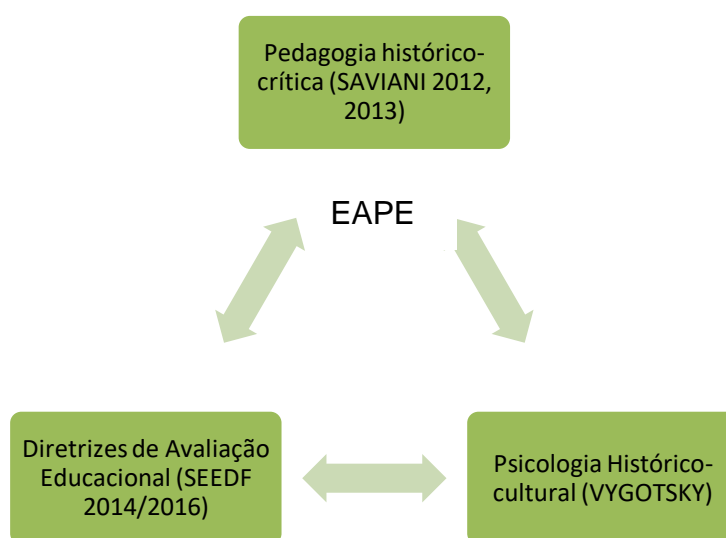 Pedagogia histórico-
crítica (SAVIANI 2012,
2013)
EAPE
Diretrizes de Avaliação
Educacional (SEEDF
2014/2016)
Psicologia Histórico-
cultural (VYGOTSKY)